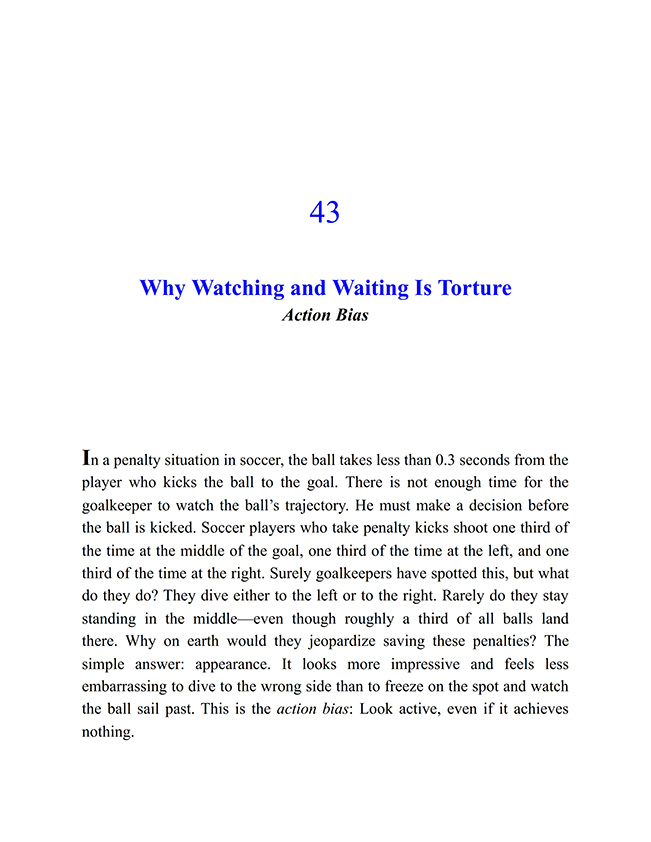 43
Why Watching and Waiting Is Torture
Action Bias
In a penalty situation in soccer, the ball takes less than 0.3 seconds from the
player who kicks the ball to the goal. There is not enough time for the
goalkeeper to watch the ball’s trajectory. He must make a decision before
the ball is kicked. Soccer players who take penalty kicks shoot one third of
the time at the middle of the goal, one third of the time at the left, and one
third of the time at the right. Surely goalkeepers have spotted this, but what
do they do? They dive either to the left or to the right. Rarely do they stay
standing in the middle—even though roughly a third of all balls land
there. Why on earth would they jeopardize saving these penalties? The
simple answer: appearance. It looks more impressive and feels less
embarrassing to dive to the wrong side than to freeze on the spot and watch
the ball sail past. This is the action bias: Look active, even if it achieves
nothing.